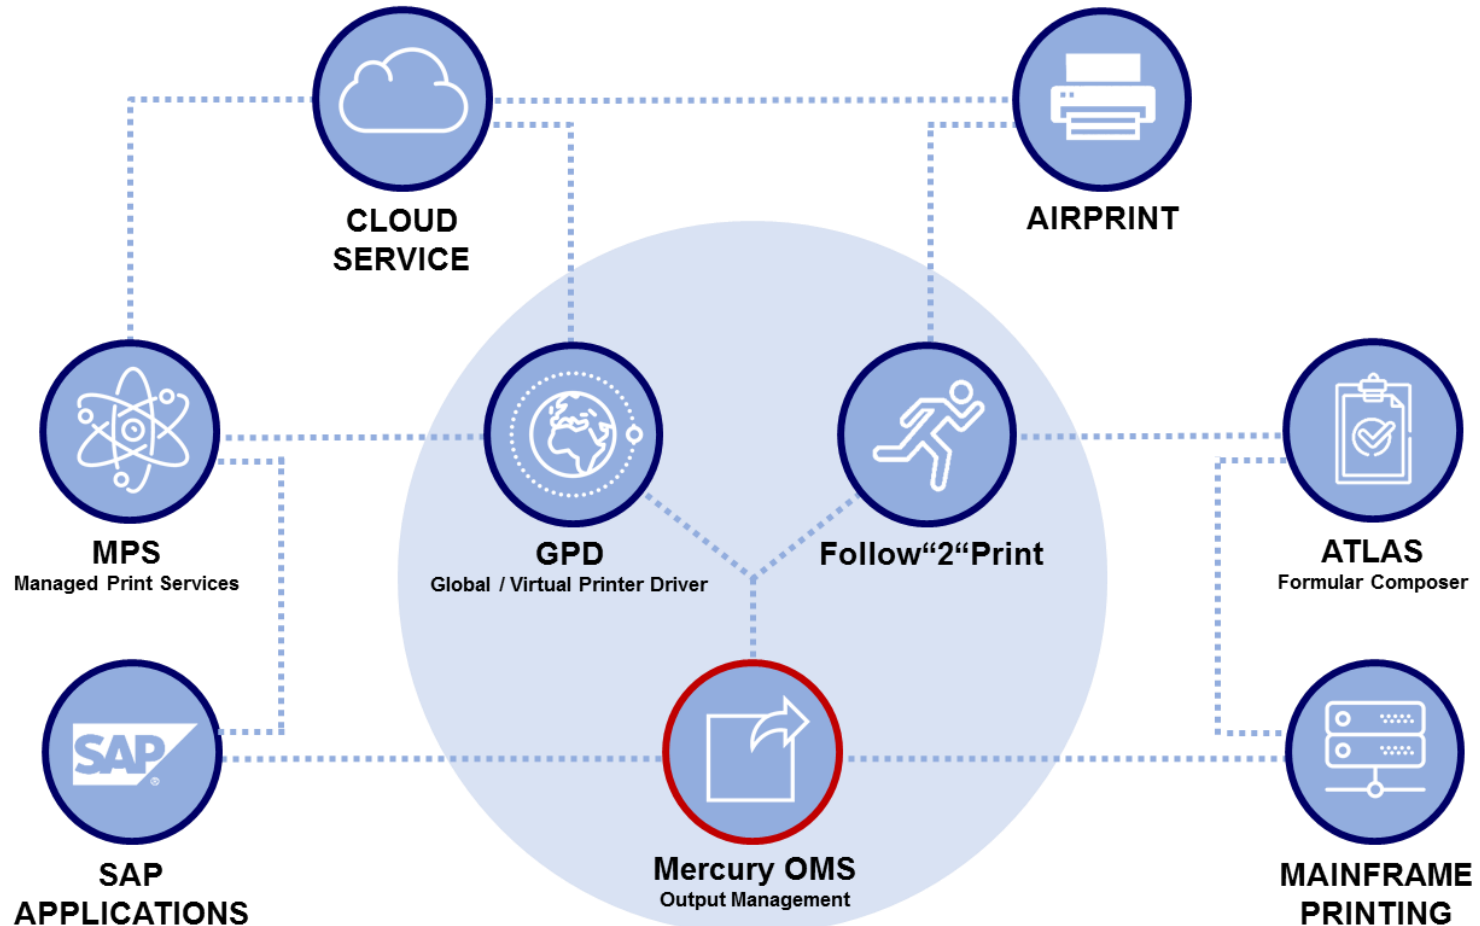 CLOUD
SERVICE
AIRPRINT
MPS
Managed Print Services
GPD
Global / Virtual Printer Driver
Follow“2“Print
ATLAS
Formular Composer
SAP
®
SAP
APPLICATIONS
Mercury OMS
Output Management
MAINFRAME
PRINTING